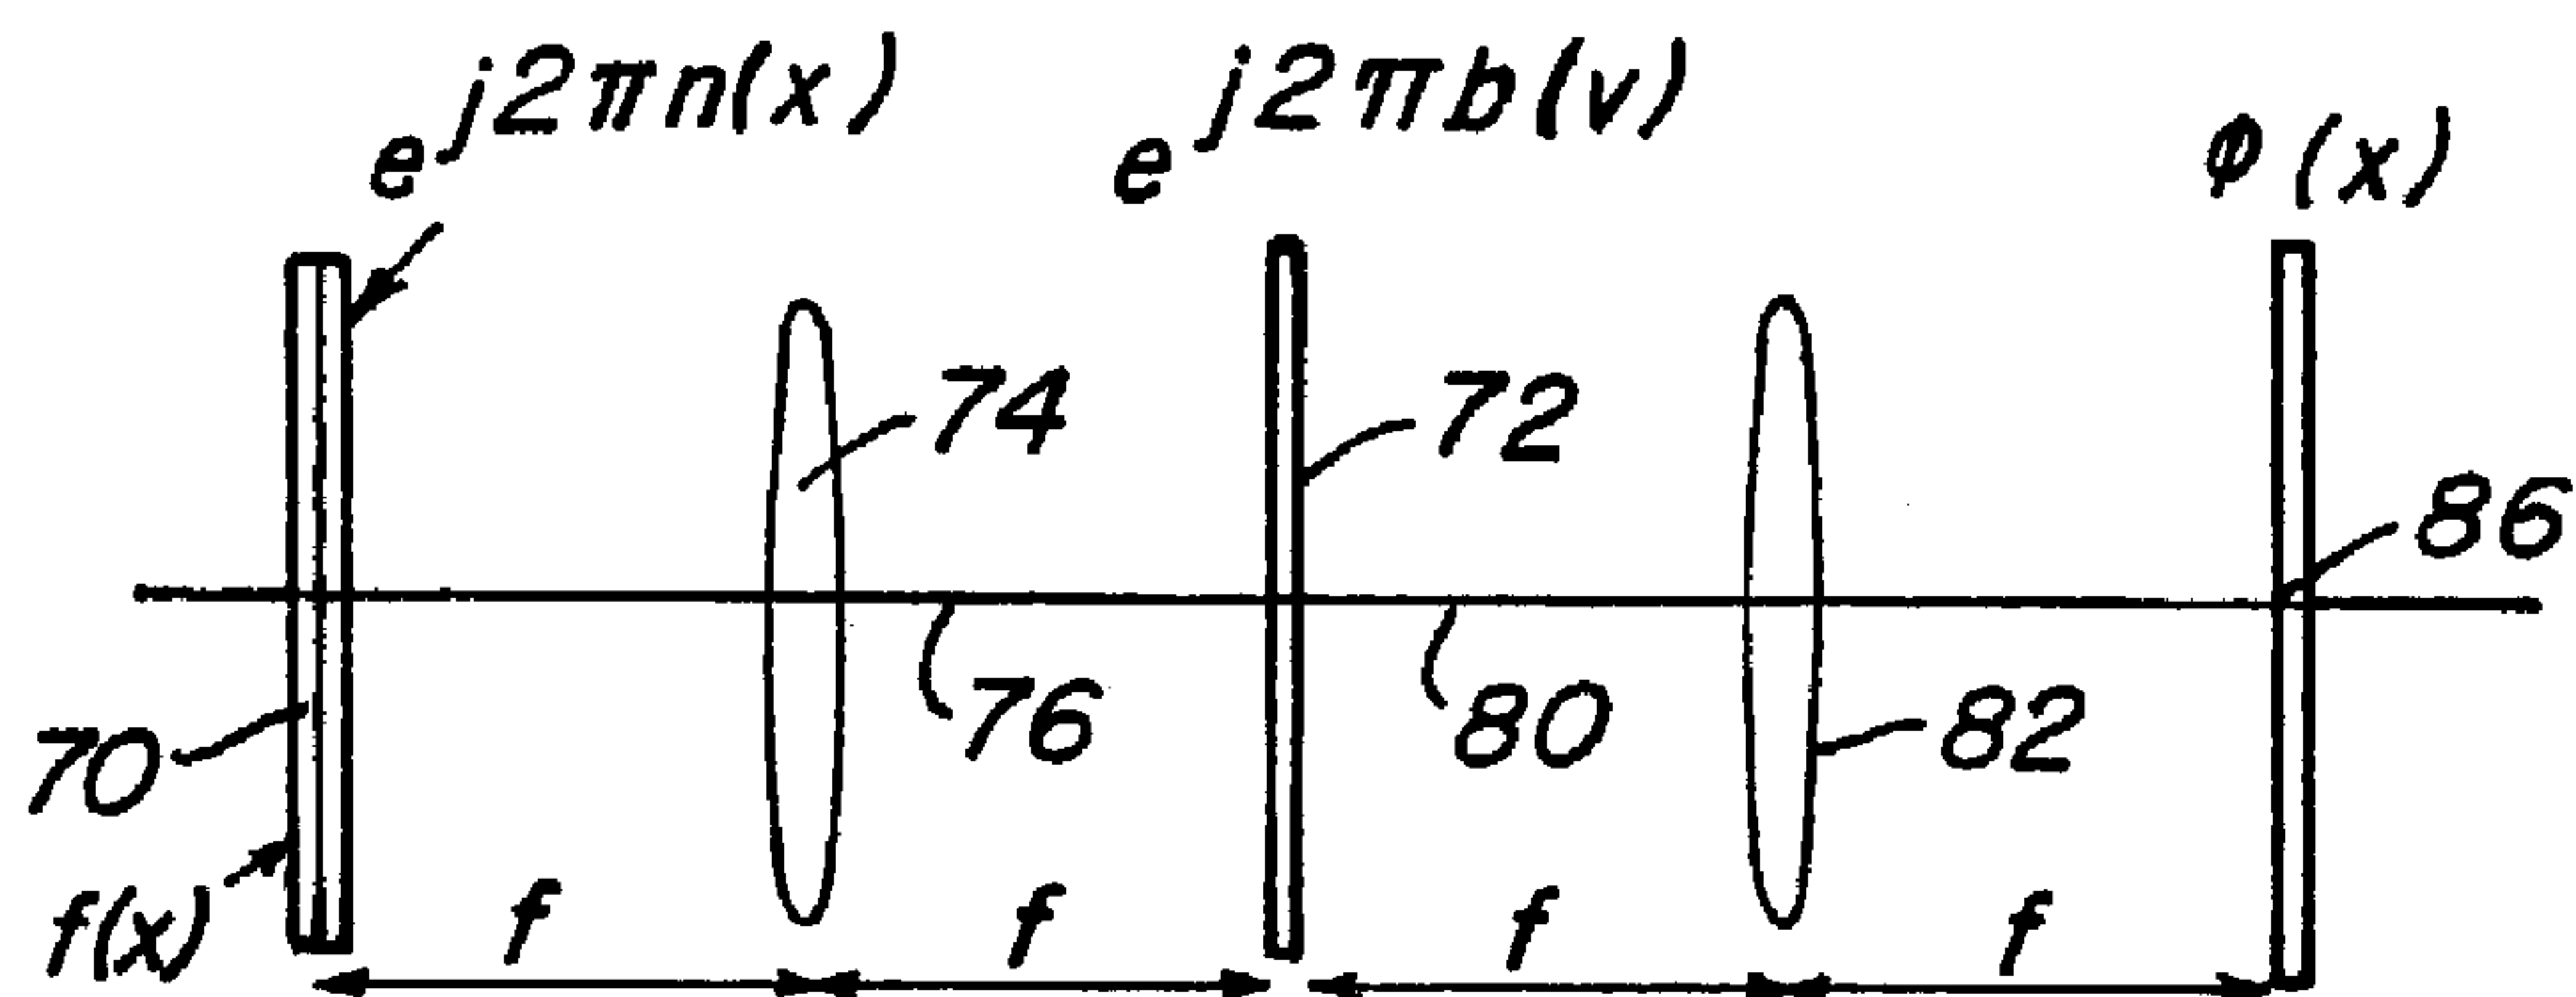 e^{j2πn(x)} e^{j2πb(v)} φ(x)
74 72 86
70 76 80 82
f(x) f f f f